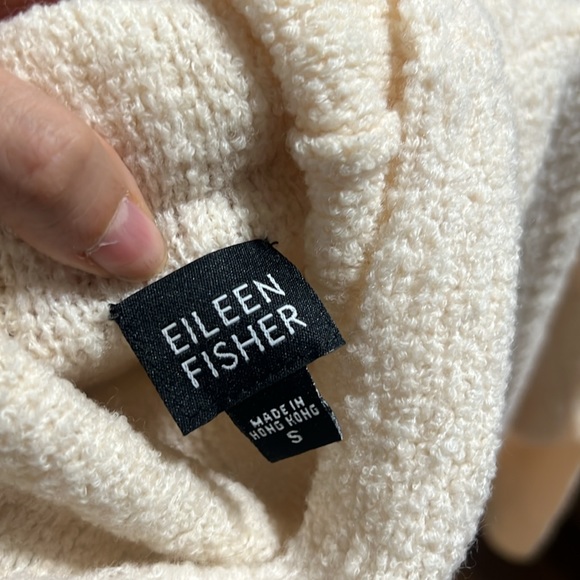 EILEEN
FISHER
MADE IN
HONG KONG
S